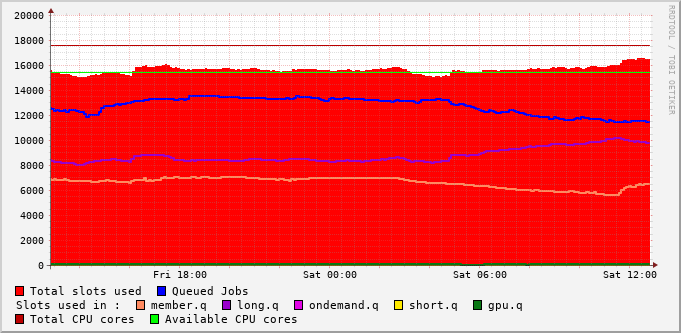 RRDTOOL / TOBI OETIKER
20000
18000
16000
14000
12000
10000
8000
6000
4000
2000
0
Fri 18:00 Sat 00:00 Sat 06:00 Sat 12:00
Total slots used Queued Jobs
Slots used in : member.q long.q ondemand.q short.q gpu.q
Total CPU cores Available CPU cores